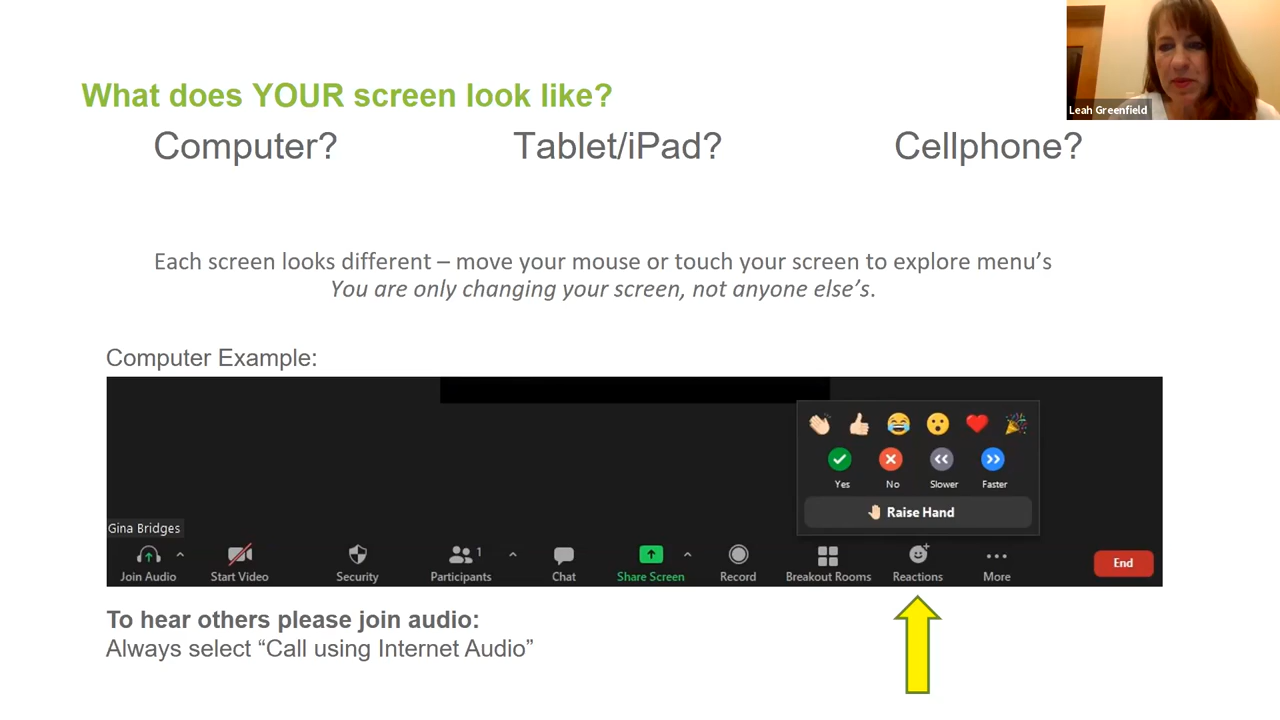 What does YOUR screen look like?
Leah Greenfield
Computer? Tablet/iPad? Cellphone?
Each screen looks different – move your mouse or touch your screen to explore menu’s
You are only changing your screen, not anyone else’s.
Computer Example:
Yes No Slower Faster
Raise Hand
Gina Bridges
1
Join Audio Start Video Security Participants Chat Share Screen Record Breakout Rooms Reactions More End
To hear others please join audio:
Always select “Call using Internet Audio”